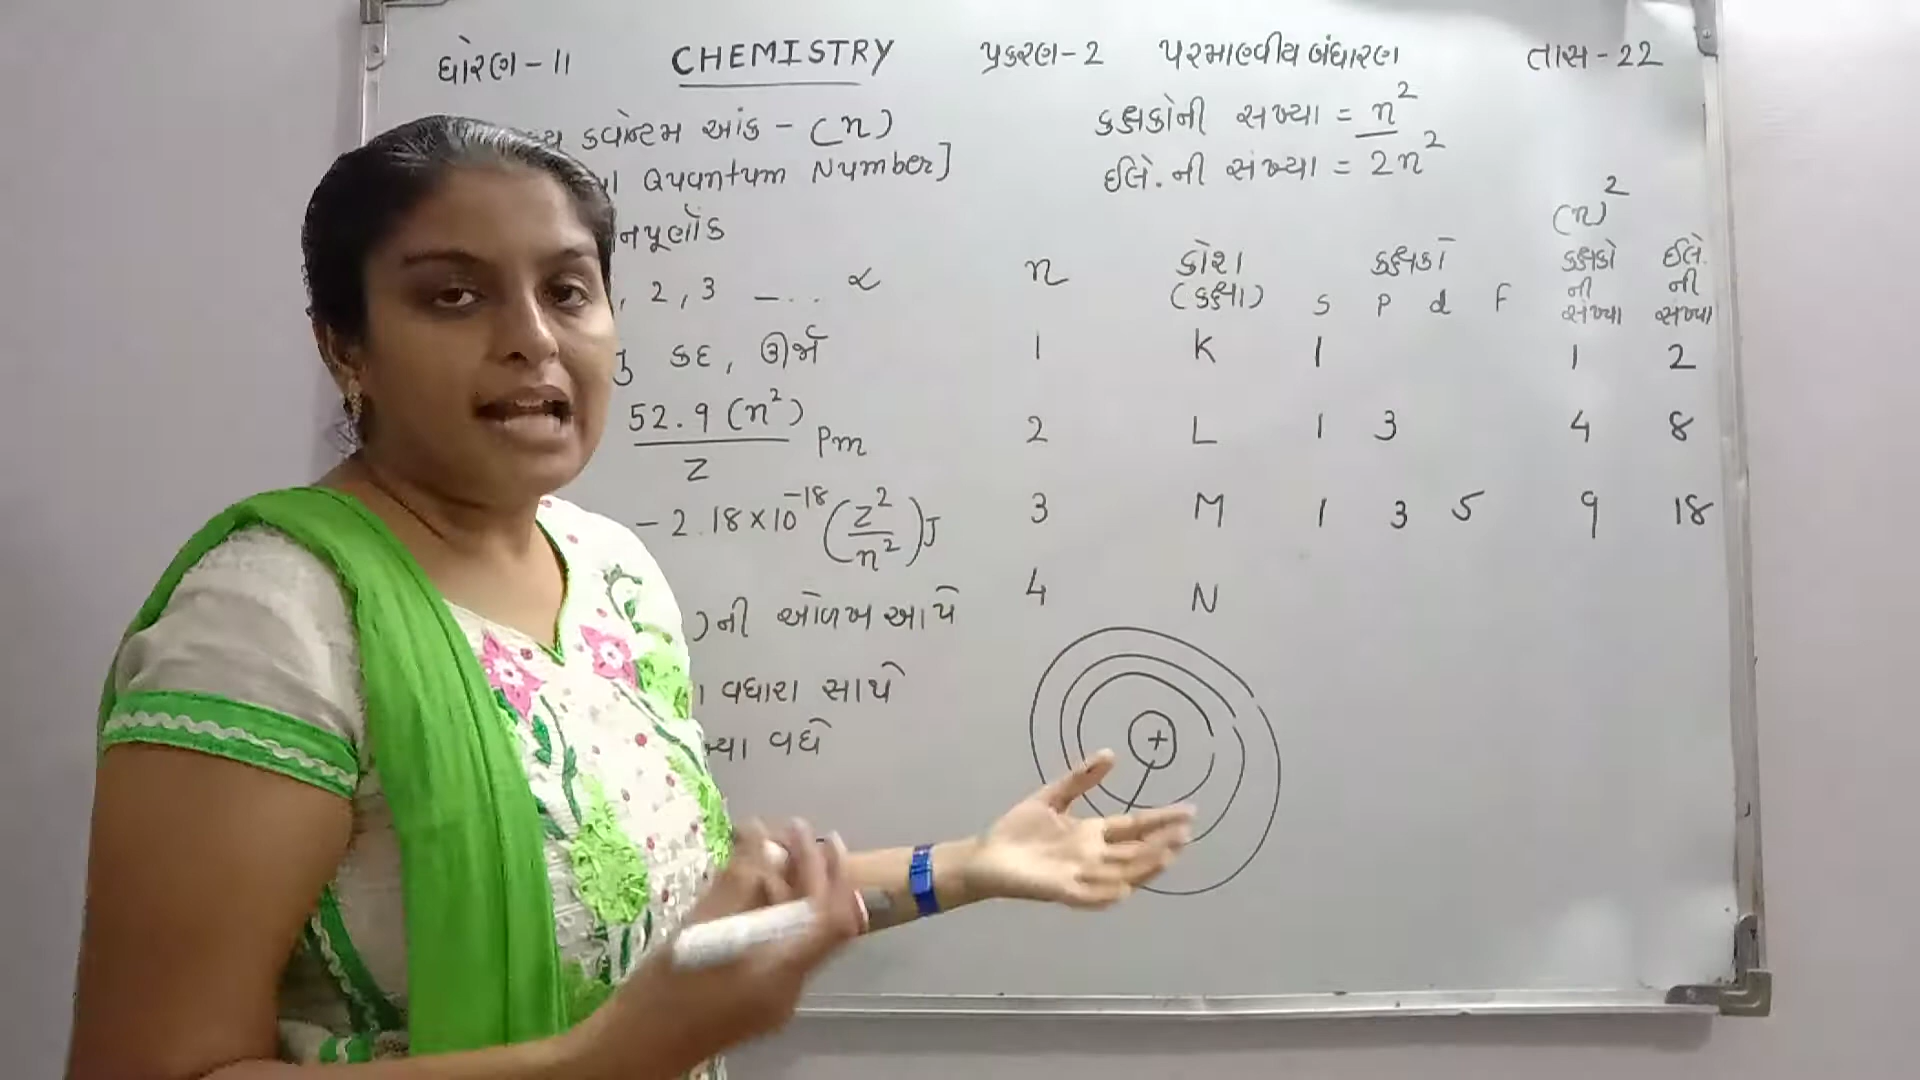 ધોરણ - 11 CHEMISTRY પ્રકરણ - 2 પરમાણ્વીય બંધારણ તાસ - 22
ક્વોન્ટમ આંક - (n)
Quantum Number]
2, 3 - . . ∝
કદ, ઊર્જા
52.9 (n²)
Z
Pm
- 2.18 × 10⁻¹⁸ (Z²/n²) J
ની ઓળખ આપે
વધારા સાથે
વધે
કક્ષકોની સંખ્યા = n²
ઈલે. ની સંખ્યા = 2n²
(n)²
n કોશ (કક્ષા) કક્ષકો કક્ષકો ની સંખ્યા ઈલે. ની સંખ્યા
S P d F
1 K 1 1 2
2 L 1 3 4 8
3 M 1 3 5 9 18
4 N
+